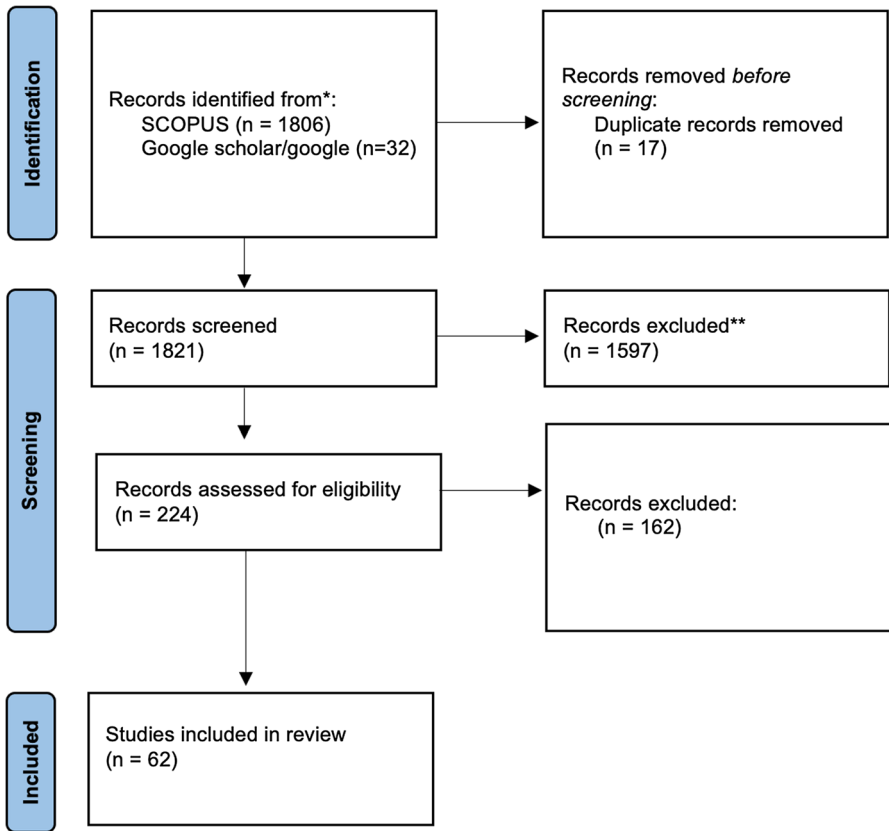 Identification
Records identified from*:
SCOPUS (n = 1806)
Google scholar/google (n=32)
Records removed before
screening:
Duplicate records removed
(n = 17)
Screening
Records screened
(n = 1821)
Records excluded**
(n = 1597)
Records assessed for eligibility
(n = 224)
Records excluded:
(n = 162)
Included
Studies included in review
(n = 62)